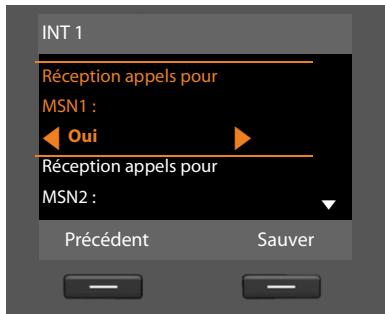 INT 1
Réception appels pour
MSN1 :
Oui
Réception appels pour
MSN2 :
Précédent Sauver